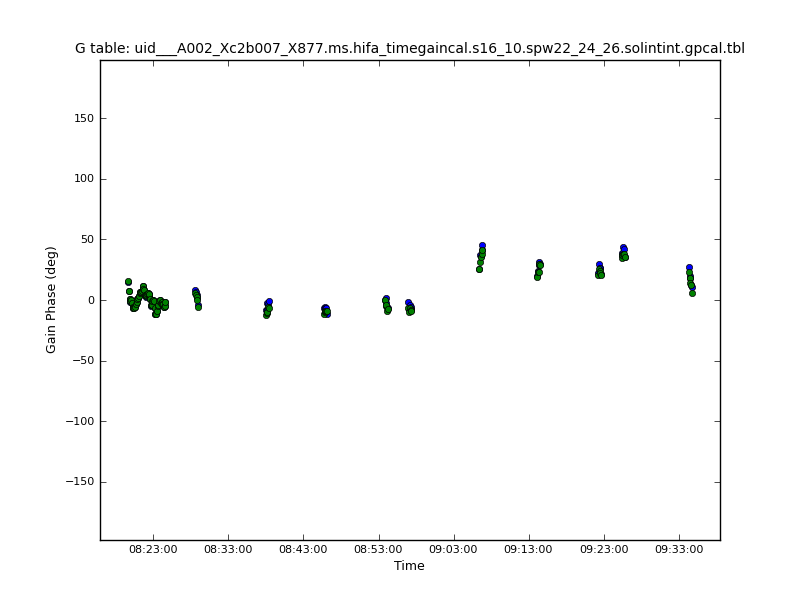 G table: uid___A002_Xc2b007_X877.ms.hifa_timegaincal.s16_10.spw22_24_26.solintint.gpcal.tbl
150
100
50
0
−50
−100
−150
Gain Phase (deg)
08:23:00 08:33:00 08:43:00 08:53:00 09:03:00 09:13:00 09:23:00 09:33:00
Time